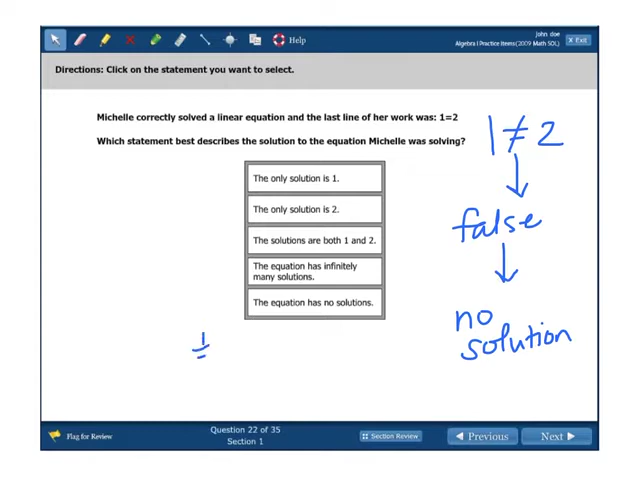 Help
John doe
Algebra I Practice Items (2009 Math SOL)
x Exit
Directions: Click on the statement you want to select.
Michelle correctly solved a linear equation and the last line of her work was: 1=2
Which statement best describes the solution to the equation Michelle was solving?
The only solution is 1.
The only solution is 2.
The solutions are both 1 and 2.
The equation has infinitely
many solutions.
The equation has no solutions.
1 ≠ 2
false
no
solution
1
Flag for Review
Question 22 of 35
Section 1
Section Review
Previous
Next